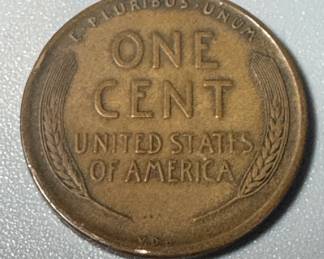 E·PLURIBUS·UNUM
ONE
CENT
UNITED STATES
OF AMERICA
V.D.B.